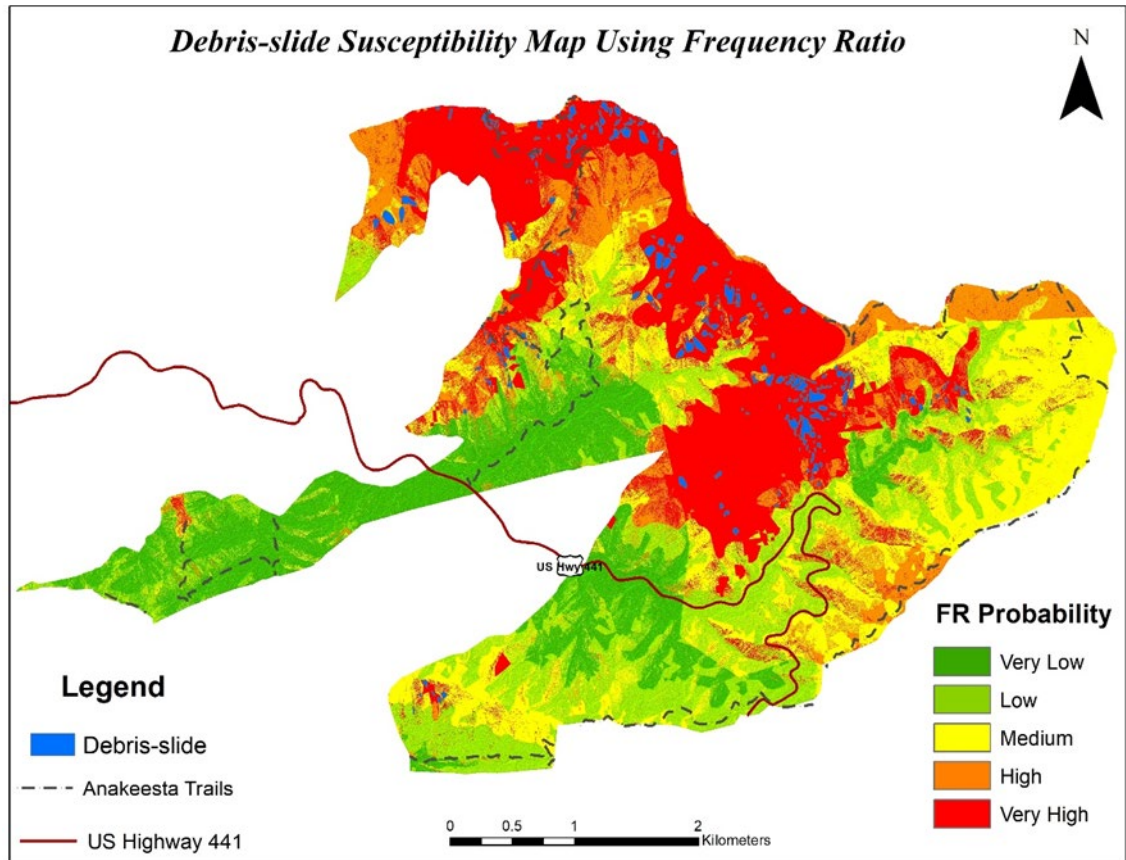 Debris-slide Susceptibility Map Using Frequency Ratio
N
US Hwy 441
Legend
Debris-slide
Anakeesta Trails
US Highway 441
0 0.5 1 2
Kilometers
FR Probability
Very Low
Low
Medium
High
Very High